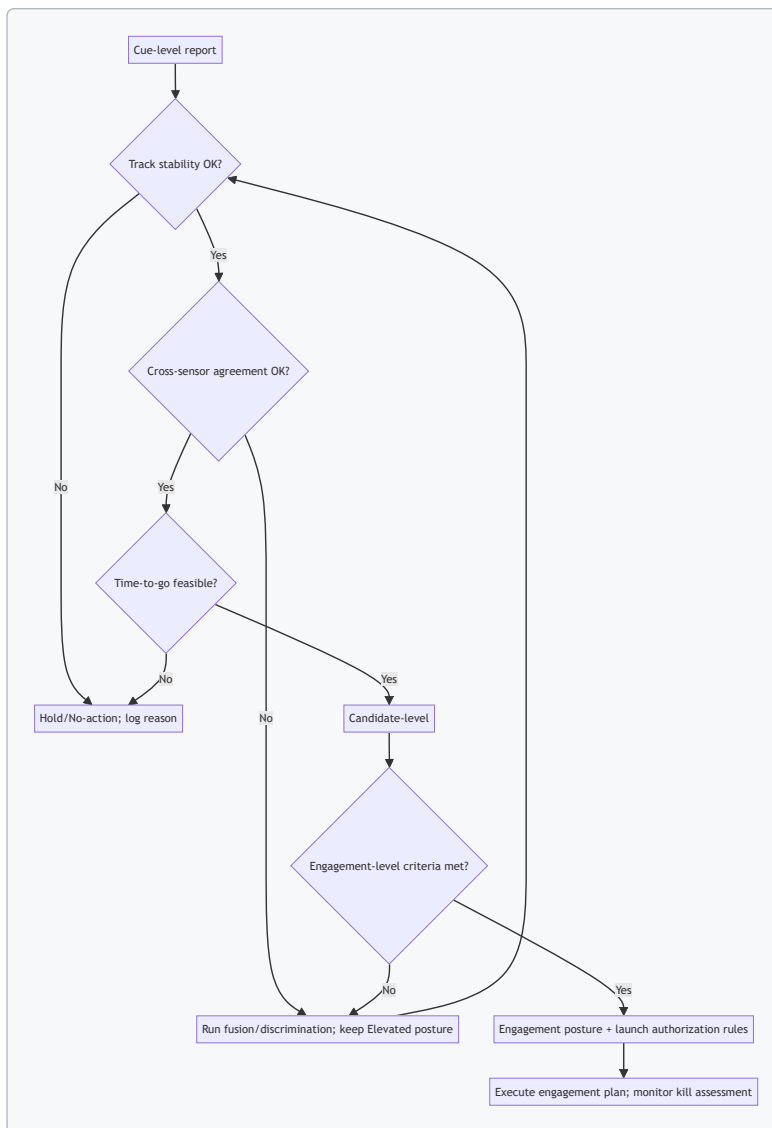 Cue-level report
Track stability OK?
Yes
Cross-sensor agreement OK?
No
Yes
Time-to-go feasible?
No
Yes
Hold/No-action; log reason
No
Candidate-level
Engagement-level criteria met?
No
Yes
Run fusion/discrimination; keep Elevated posture
Engagement posture + launch authorization rules
Execute engagement plan; monitor kill assessment